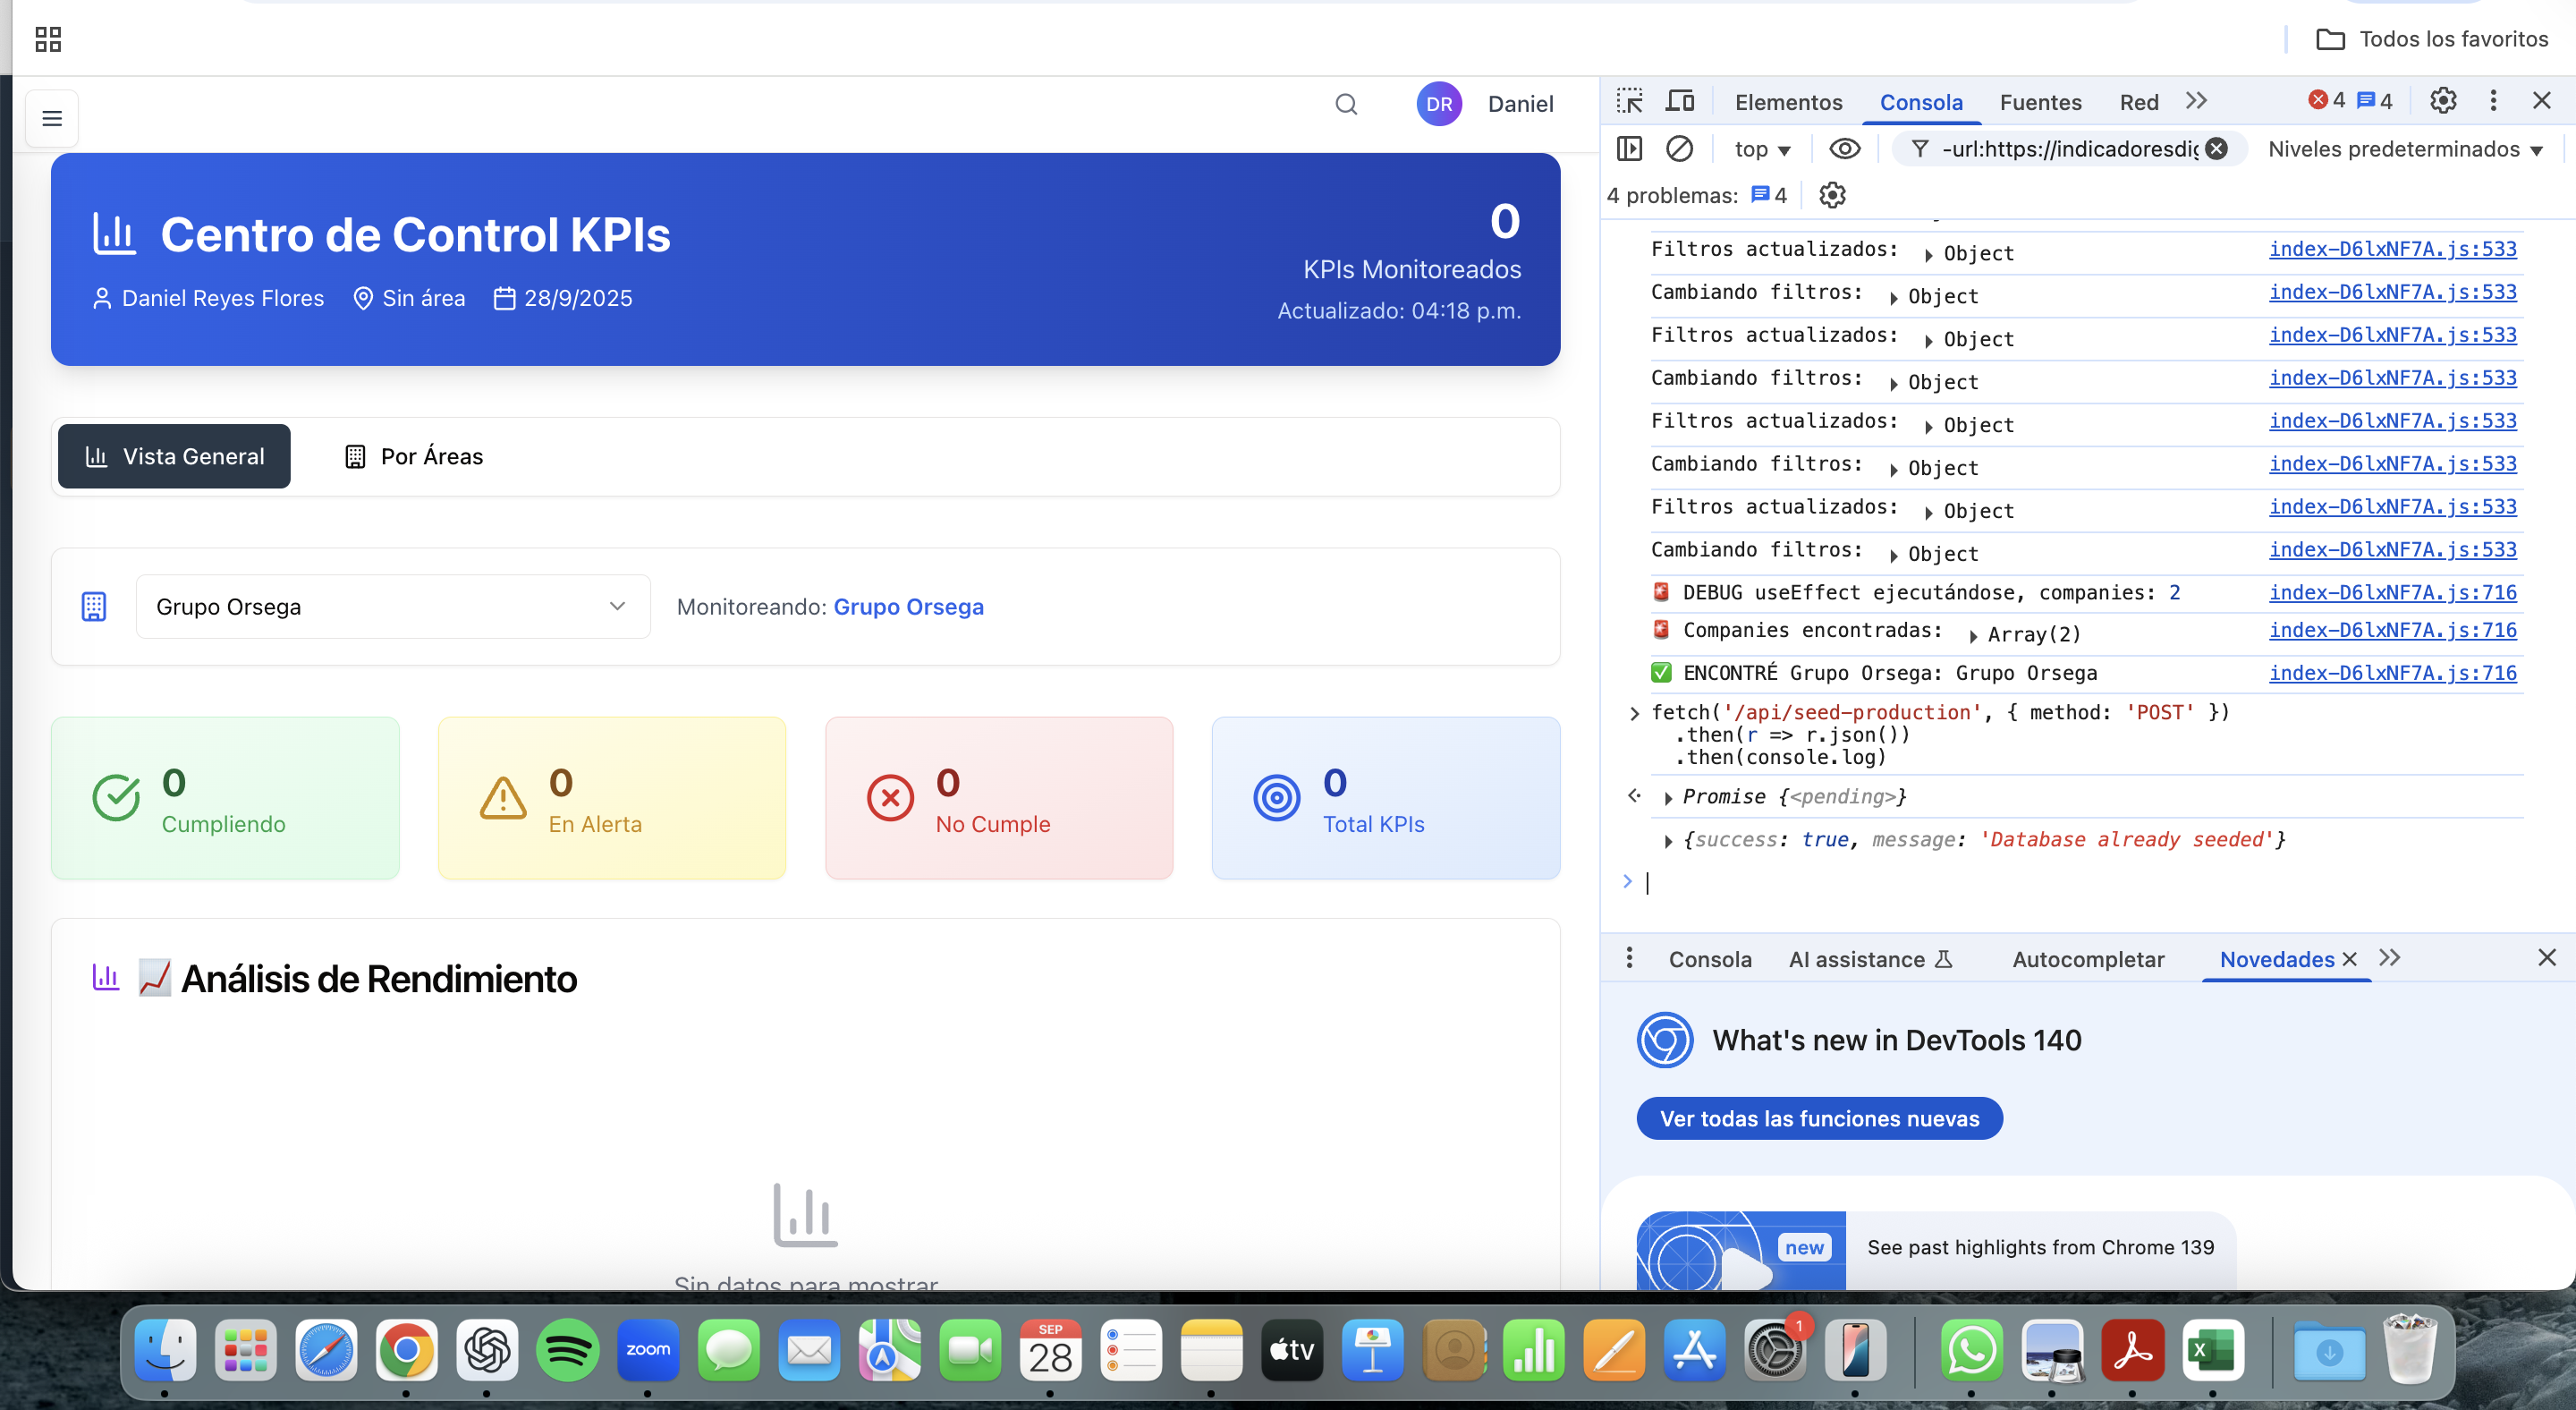 Todos los favoritos
DR Daniel
Centro de Control KPIs
Daniel Reyes Flores Sin área 28/9/2025
0
KPIs Monitoreados
Actualizado: 04:18 p.m.
Vista General Por Áreas
Grupo Orsega Monitoreando: Grupo Orsega
0
Cumpliendo
0
En Alerta
0
No Cumple
0
Total KPIs
📈 Análisis de Rendimiento
Sin datos para mostrar
Elementos Consola Fuentes Red 4 4
top -url:https://indicadoresdig Niveles predeterminados
4 problemas: 4
Filtros actualizados: Object index-D6lxNF7A.js:533
Cambiando filtros: Object index-D6lxNF7A.js:533
Filtros actualizados: Object index-D6lxNF7A.js:533
Cambiando filtros: Object index-D6lxNF7A.js:533
Filtros actualizados: Object index-D6lxNF7A.js:533
Cambiando filtros: Object index-D6lxNF7A.js:533
Filtros actualizados: Object index-D6lxNF7A.js:533
Cambiando filtros: Object index-D6lxNF7A.js:533
🚨 DEBUG useEffect ejecutándose, companies: 2 index-D6lxNF7A.js:716
🚨 Companies encontradas: Array(2) index-D6lxNF7A.js:716
✅ ENCONTRÉ Grupo Orsega: Grupo Orsega index-D6lxNF7A.js:716
fetch('/api/seed-production', { method: 'POST' })
.then(r => r.json())
.then(console.log)
Promise {<pending>}
{success: true, message: 'Database already seeded'}
Consola AI assistance Autocompletar Novedades
What's new in DevTools 140
Ver todas las funciones nuevas
new See past highlights from Chrome 139
zoom SEP 28 tv 1 X